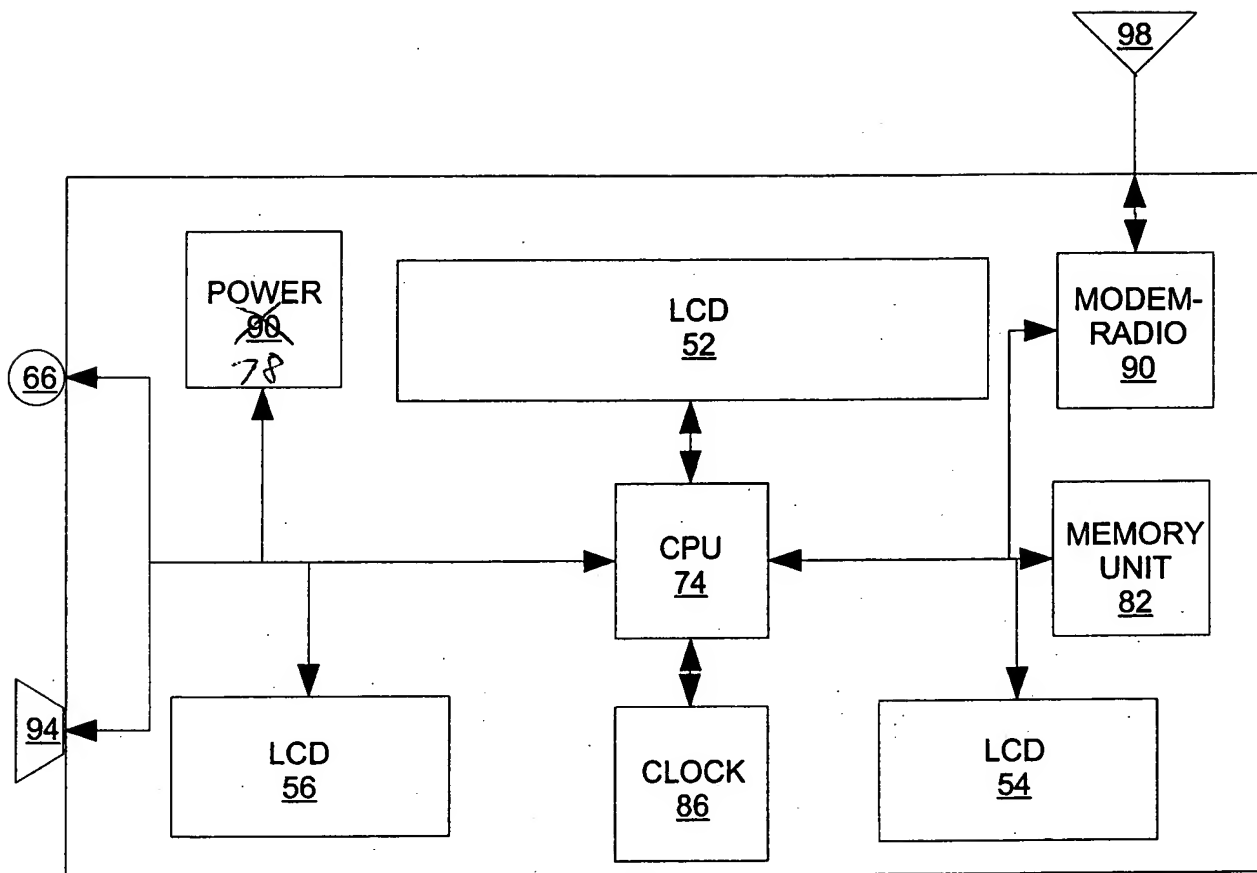 98
POWER
90
78
LCD
52
MODEM-
RADIO
90
66
CPU
74
MEMORY
UNIT
82
94
LCD
56
CLOCK
86
LCD
54